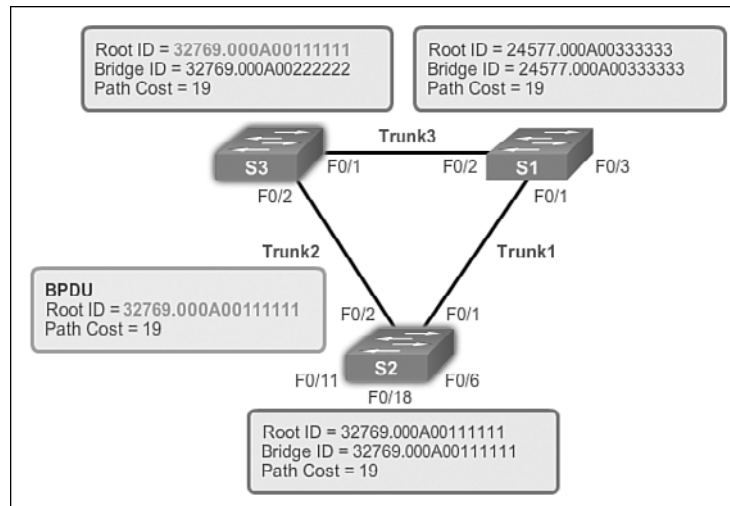 Root ID = 32769.000A00111111
Bridge ID = 32769.000A00222222
Path Cost = 19
Root ID = 24577.000A00333333
Bridge ID = 24577.000A00333333
Path Cost = 19
Trunk3
S3
F0/1
F0/2
S1
F0/3
F0/2
F0/1
Trunk2
Trunk1
BPDU
Root ID = 32769.000A00111111
Path Cost = 19
F0/2
F0/1
S2
F0/11
F0/6
F0/18
Root ID = 32769.000A00111111
Bridge ID = 32769.000A00111111
Path Cost = 19